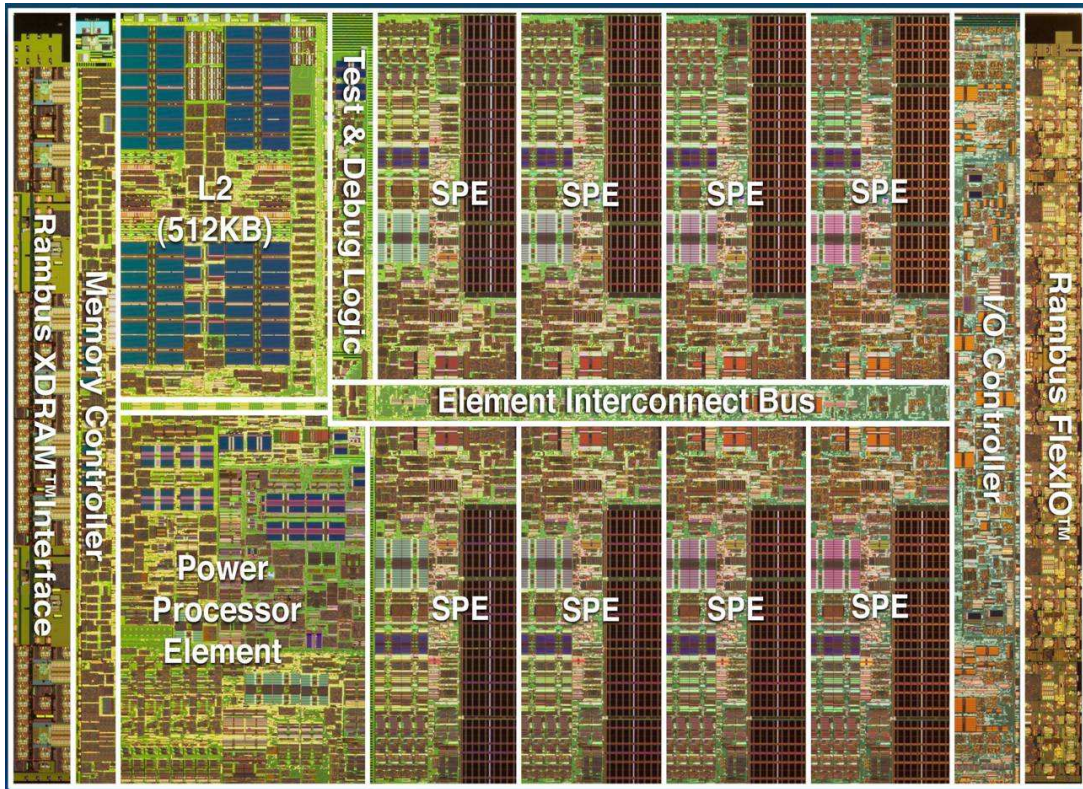 Rambus XDRAM™ Interface
Memory Controller
L2
(512KB)
Test & Debug Logic
SPE
SPE
SPE
SPE
I/O Controller
Rambus FlexIO™
Element Interconnect Bus
Power
Processor
Element
SPE
SPE
SPE
SPE